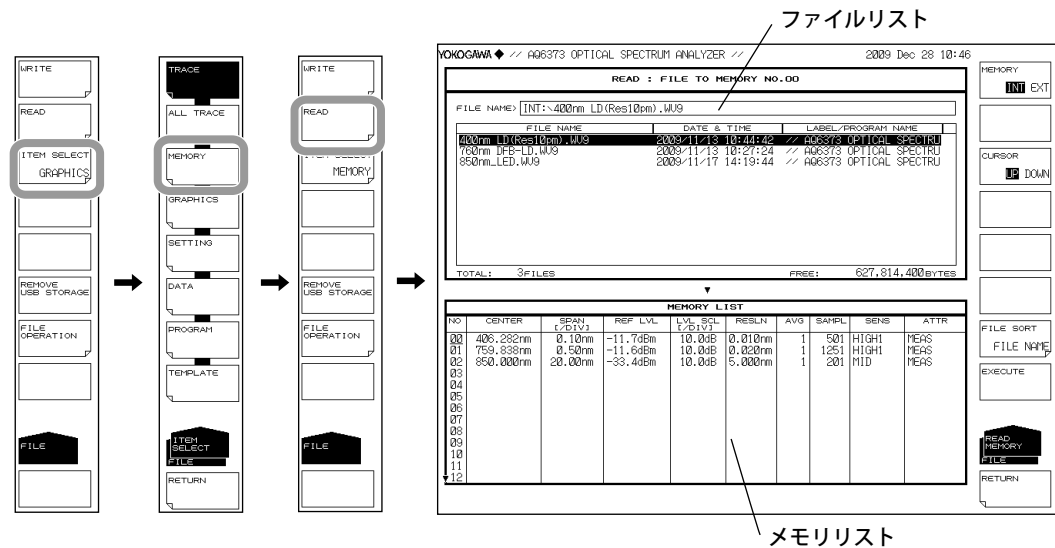 ファイルリスト
WRITE
READ
ITEM SELECT
GRAPHICS
REMOVE
USB STORAGE
FILE
OPERATION
FILE
TRACE
ALL TRACE
MEMORY
GRAPHICS
SETTING
DATA
PROGRAM
TEMPLATE
ITEM
SELECT
FILE
RETURN
WRITE
READ
MEMORY
REMOVE
USB STORAGE
FILE
OPERATION
FILE
YOKOGAWA ◆ // AQ6373 OPTICAL SPECTRUM ANALYZER // 2009 Dec 28 10:46
READ : FILE TO MEMORY NO.00
FILE NAME> INT:\400nm LD(Res10pm).WV9
FILE NAME DATE & TIME LABEL/PROGRAM NAME
400nm LD(Res10pm).WV9 2009/11/13 10:44:42 // AQ6373 OPTICAL SPECTRU
760nm DFB-LD.WV9 2009/11/13 10:27:24 // AQ6373 OPTICAL SPECTRU
850nm_LED.WV9 2009/11/17 14:19:44 // AQ6373 OPTICAL SPECTRU
TOTAL: 3FILES FREE: 627,814,400BYTES
MEMORY LIST
NO CENTER SPAN [/DIV] REF LVL LVL SCL [/DIV] RESLN AVG SAMPL SENS ATTR
00 406.282nm 0.10nm -11.7dBm 10.0dB 0.010nm 1 501 HIGH1 MEAS
01 759.838nm 0.50nm -11.6dBm 10.0dB 0.020nm 1 1251 HIGH1 MEAS
02 850.000nm 20.00nm -33.4dBm 10.0dB 5.000nm 1 201 MID MEAS
03
04
05
06
07
08
09
10
11
12
MEMORY
INT EXT
CURSOR
UP DOWN
FILE SORT
FILE NAME
EXECUTE
READ
MEMORY
FILE
RETURN
メモリリスト